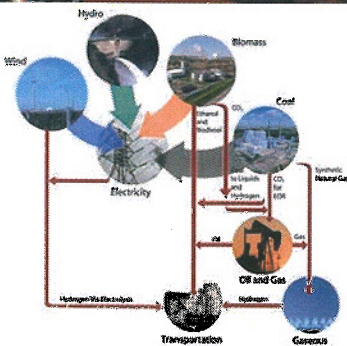 Hydro
Wind
Biomass
Ethanol
and
Biodiesel
CO₂
Coal
Electricity
to Liquids
and
Hydrogen
CO₂
for
EOR
Synthetic
Natural Gas
Oil
Gas
Oil and Gas
Hydrogen Via Electrolysis
Hydrogen
Transportation
Gaseous